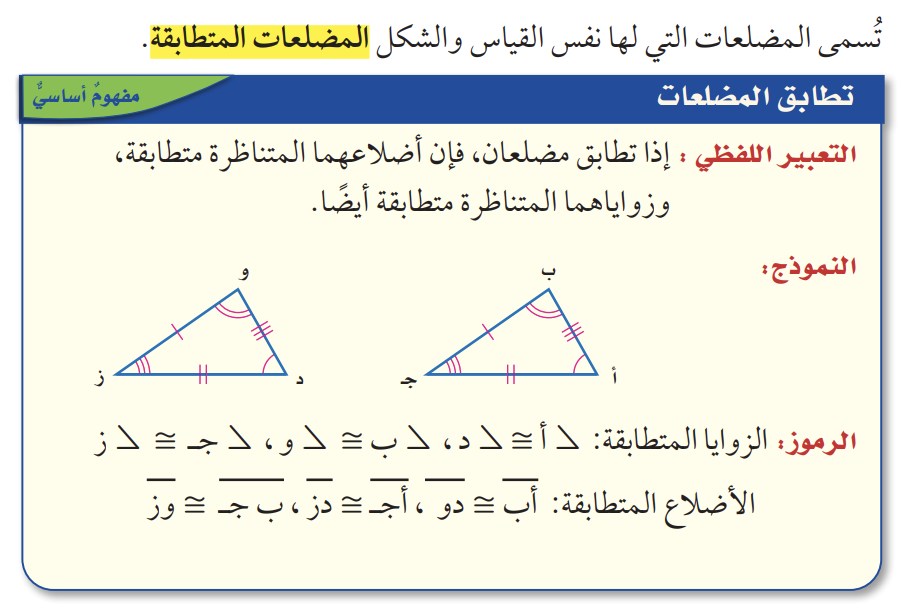 تُسمى المضلعات التي لها نفس القياس والشكل المضلعات المتطابقة.
تطابق المضلعات
مفهومٌ أساسيٌّ
التعبير اللفظي : إذا تطابق مضلعان، فإن أضلاعهما المتناظرة متطابقة،
وزواياهما المتناظرة متطابقة أيضًا.
النموذج:
ب
أ
جـ
و
د
ز
الرموز: الزوايا المتطابقة: ∠ أ ≅ ∠ د، ∠ ب ≅ ∠ و، ∠ جـ ≅ ∠ ز
الأضلاع المتطابقة: أب ≅ دو، أجـ ≅ دز، ب جـ ≅ وز